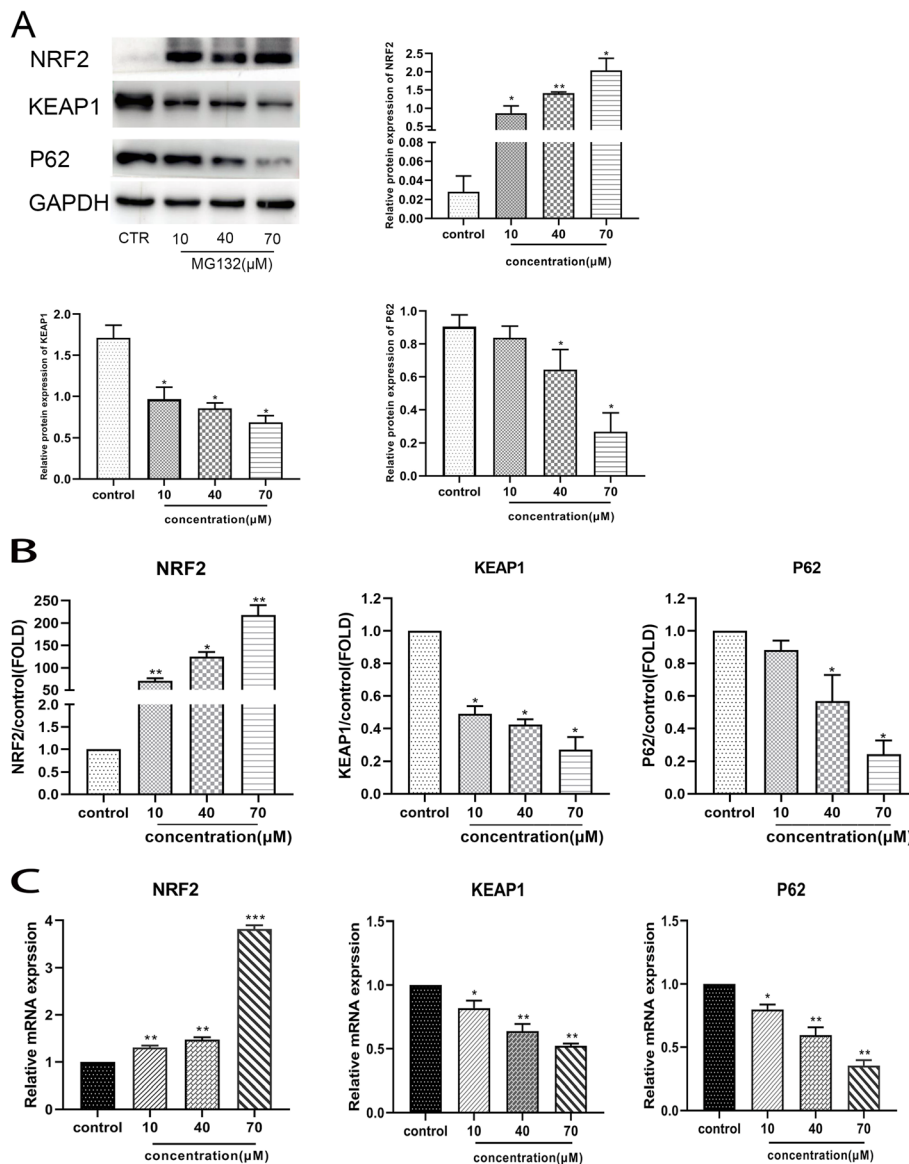 A
NRF2
KEAP1
P62
GAPDH
CTR 10 40 70
MG132(μM)
Relative protein expression of NRF2
2.5
2.0
1.5
1.0
0.5
0.08
0.06
0.04
0.02
0.00
* ** *
control 10 40 70
concentration(μM)
Relative protein expression of KEAP1
2.0
1.5
1.0
0.5
0.0
* * *
control 10 40 70
concentration(μM)
Relative protein expression of P62
1.0
0.8
0.6
0.4
0.2
0.0
* *
control 10 40 70
concentration(μM)
B
NRF2
NRF2/control(FOLD)
250
200
150
100
50
2.0
1.5
1.0
0.5
0.0
** * **
control 10 40 70
concentration(μM)
KEAP1
KEAP1/control(FOLD)
1.2
1.0
0.8
0.6
0.4
0.2
0.0
* * *
control 10 40 70
concentration(μM)
P62
P62/control(FOLD)
1.2
1.0
0.8
0.6
0.4
0.2
0.0
* *
control 10 40 70
concentration(μM)
C
NRF2
Relative mRNA exprssion
4
3
2
1
0
** ** ***
control 10 40 70
concentration(μM)
KEAP1
Relative mRNA exprssion
1.5
1.0
0.5
0.0
* ** **
control 10 40 70
concentration(μM)
P62
Relative mRNA exprssion
1.5
1.0
0.5
0.0
* ** **
control 10 40 70
concentration(μM)